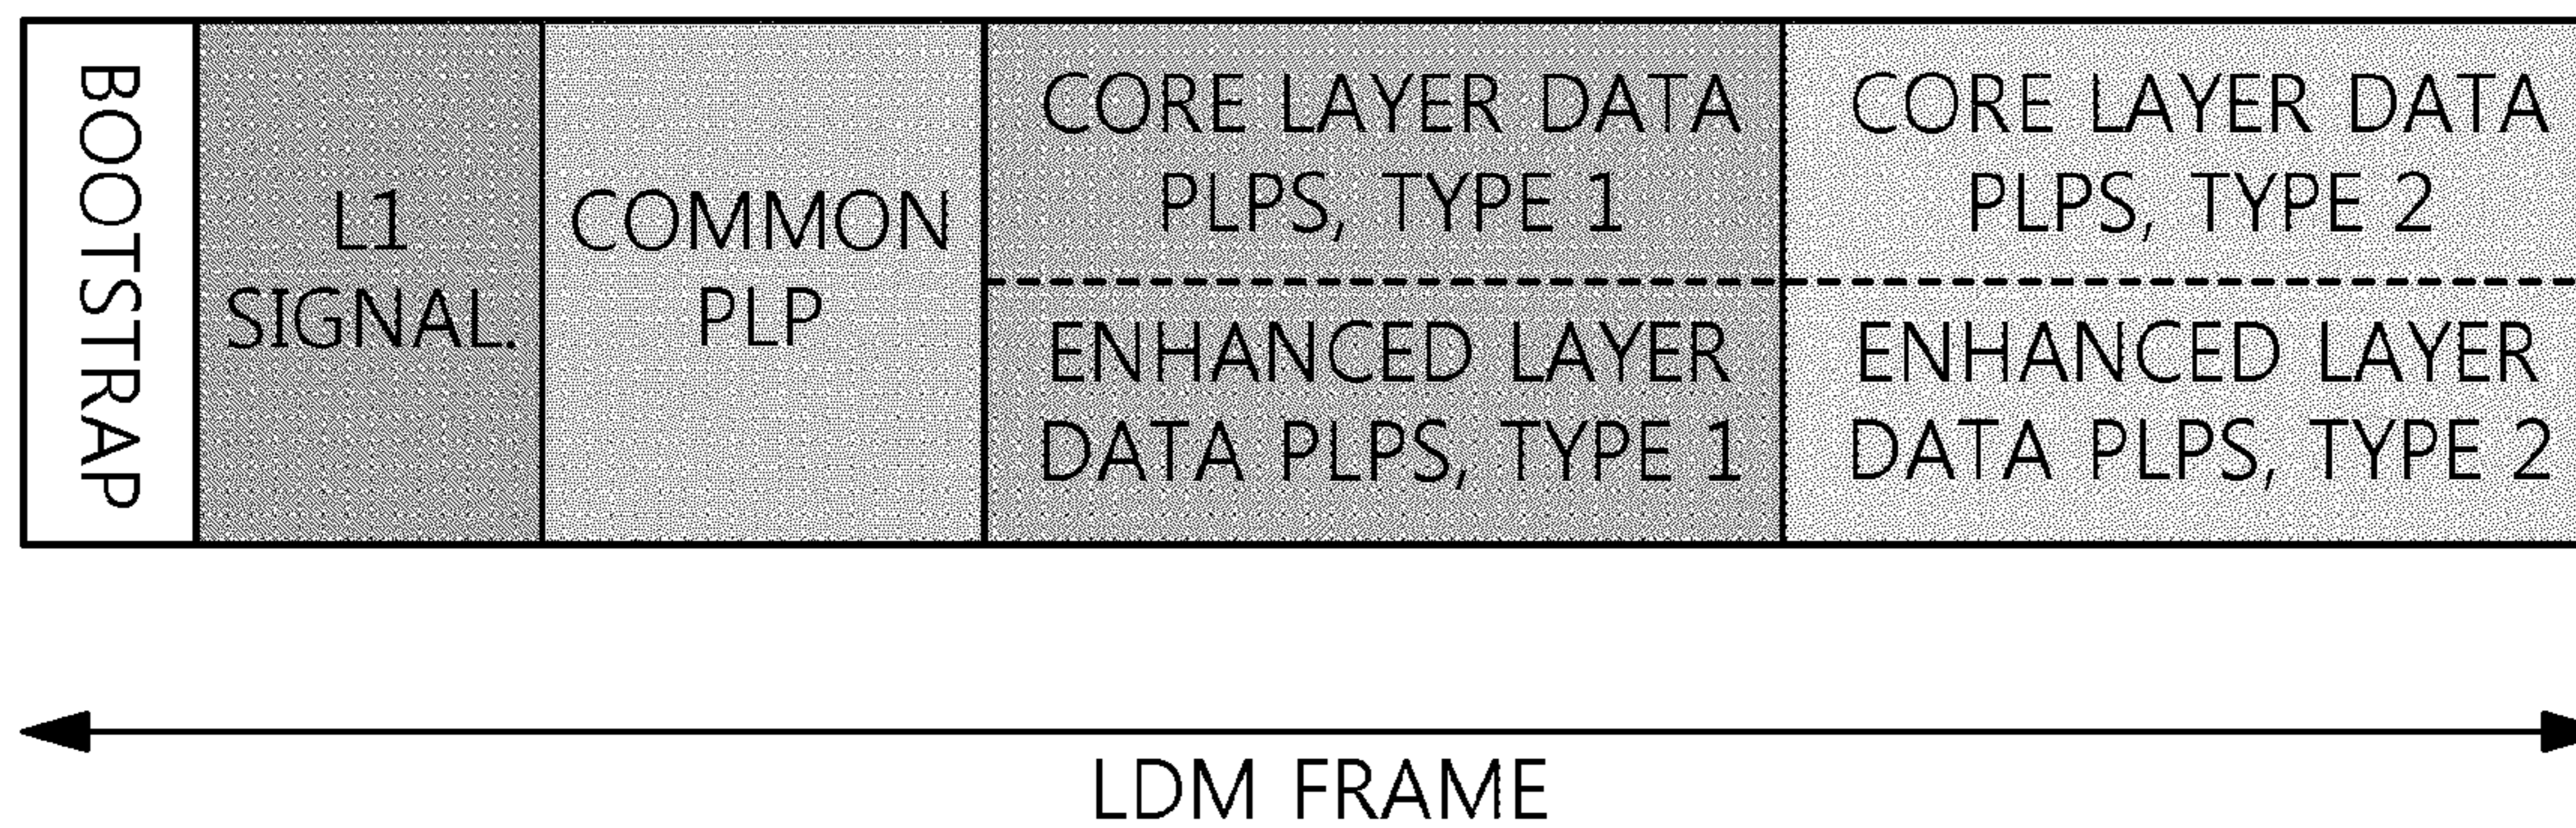 BOOTSTRAP
L1
SIGNAL.
COMMON
PLP
CORE LAYER DATA
PLPS, TYPE 1
ENHANCED LAYER
DATA PLPS, TYPE 1
CORE LAYER DATA
PLPS, TYPE 2
ENHANCED LAYER
DATA PLPS, TYPE 2
LDM FRAME